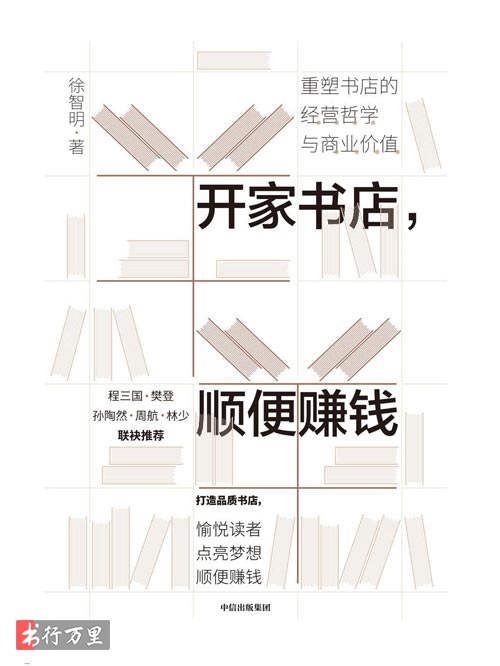 徐智明·著
重塑书店的
经营哲学
与商业价值
开家书店，
顺便赚钱
程三国·樊登
孙陶然·周航·林少
联袂推荐
打造品质书店，
愉悦读者
点亮梦想
顺便赚钱
中信出版集团
书行万里